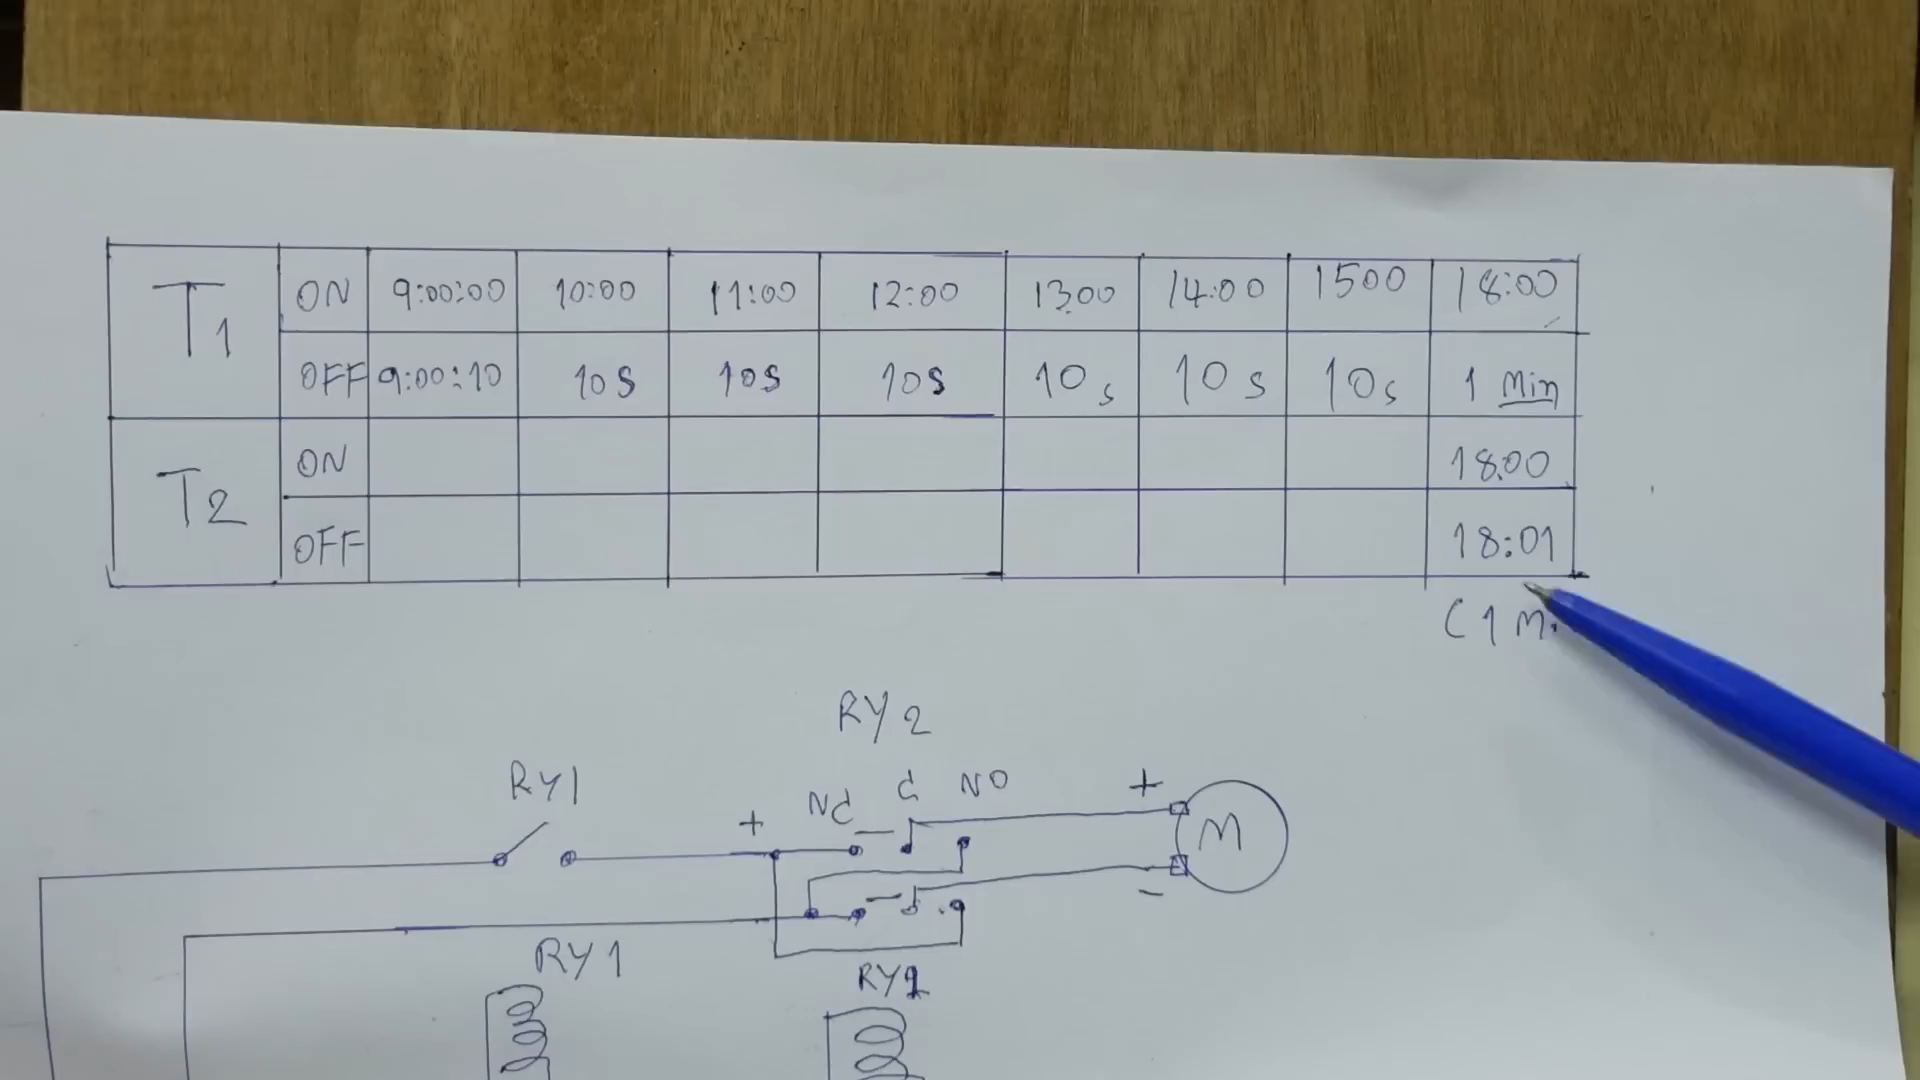 T1 ON 9:00:00 10:00 11:00 12:00 1300 14:00 1500 18:00
OFF 9:00:10 10S 10S 10S 10s 10s 10s 1 Min
T2 ON 18:00
OFF 18:01
(1 Mi
RY2
RY1
NC C NO
+ +
M
-
RY1
RY2